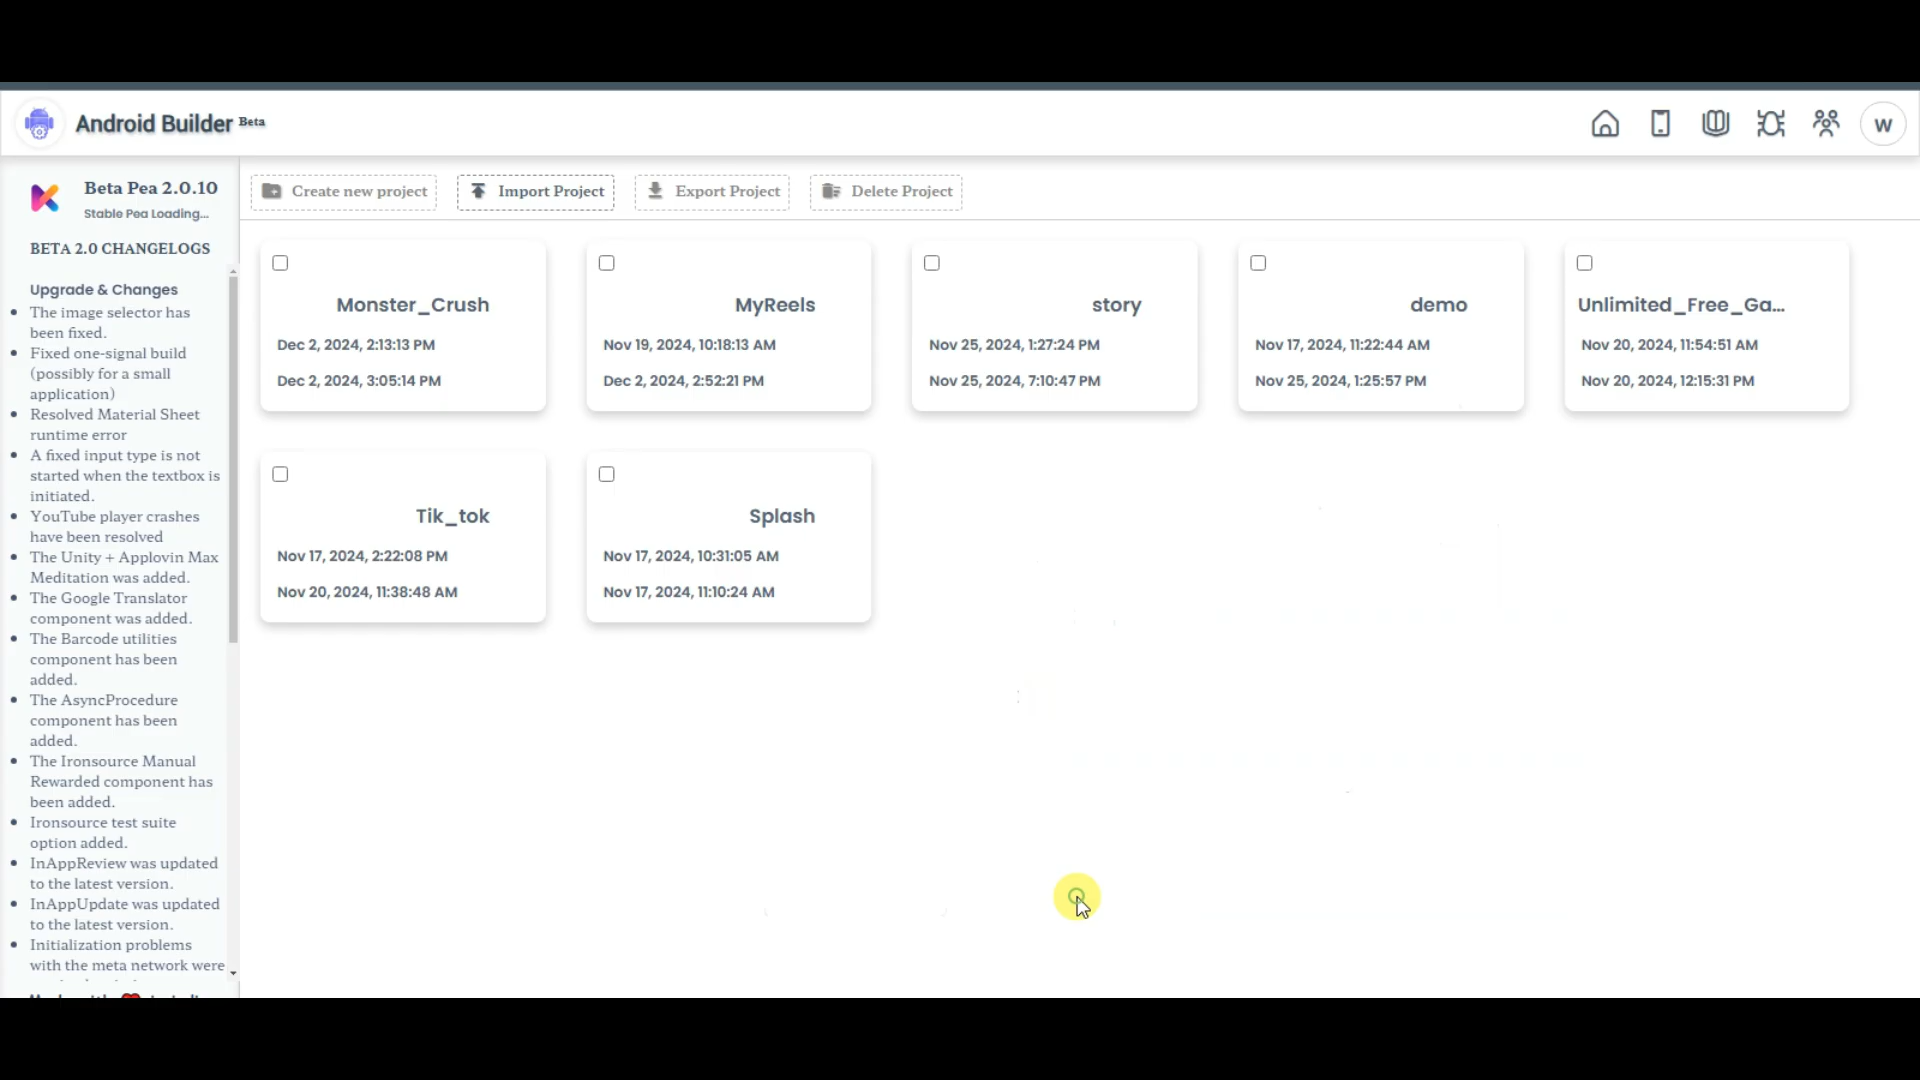 Android Builder Beta
W
Beta Pea 2.0.10
Stable Pea Loading...
BETA 2.0 CHANGELOGS
Upgrade & Changes
The image selector has
been fixed.
Fixed one-signal build
(possibly for a small
application)
Resolved Material Sheet
runtime error
A fixed input type is not
started when the textbox is
initiated.
YouTube player crashes
have been resolved
The Unity + Applovin Max
Meditation was added.
The Google Translator
component was added.
The Barcode utilities
component has been
added.
The AsyncProcedure
component has been
added.
The Ironsource Manual
Rewarded component has
been added.
Ironsource test suite
option added.
InAppReview was updated
to the latest version.
InAppUpdate was updated
to the latest version.
Initialization problems
with the meta network were
Create new project
Import Project
Export Project
Delete Project
Monster_Crush
Dec 2, 2024, 2:13:13 PM
Dec 2, 2024, 3:05:14 PM
MyReels
Nov 19, 2024, 10:18:13 AM
Dec 2, 2024, 2:52:21 PM
story
Nov 25, 2024, 1:27:24 PM
Nov 25, 2024, 7:10:47 PM
demo
Nov 17, 2024, 11:22:44 AM
Nov 25, 2024, 1:25:57 PM
Unlimited_Free_Ga...
Nov 20, 2024, 11:54:51 AM
Nov 20, 2024, 12:15:31 PM
Tik_tok
Nov 17, 2024, 2:22:08 PM
Nov 20, 2024, 11:38:48 AM
Splash
Nov 17, 2024, 10:31:05 AM
Nov 17, 2024, 11:10:24 AM